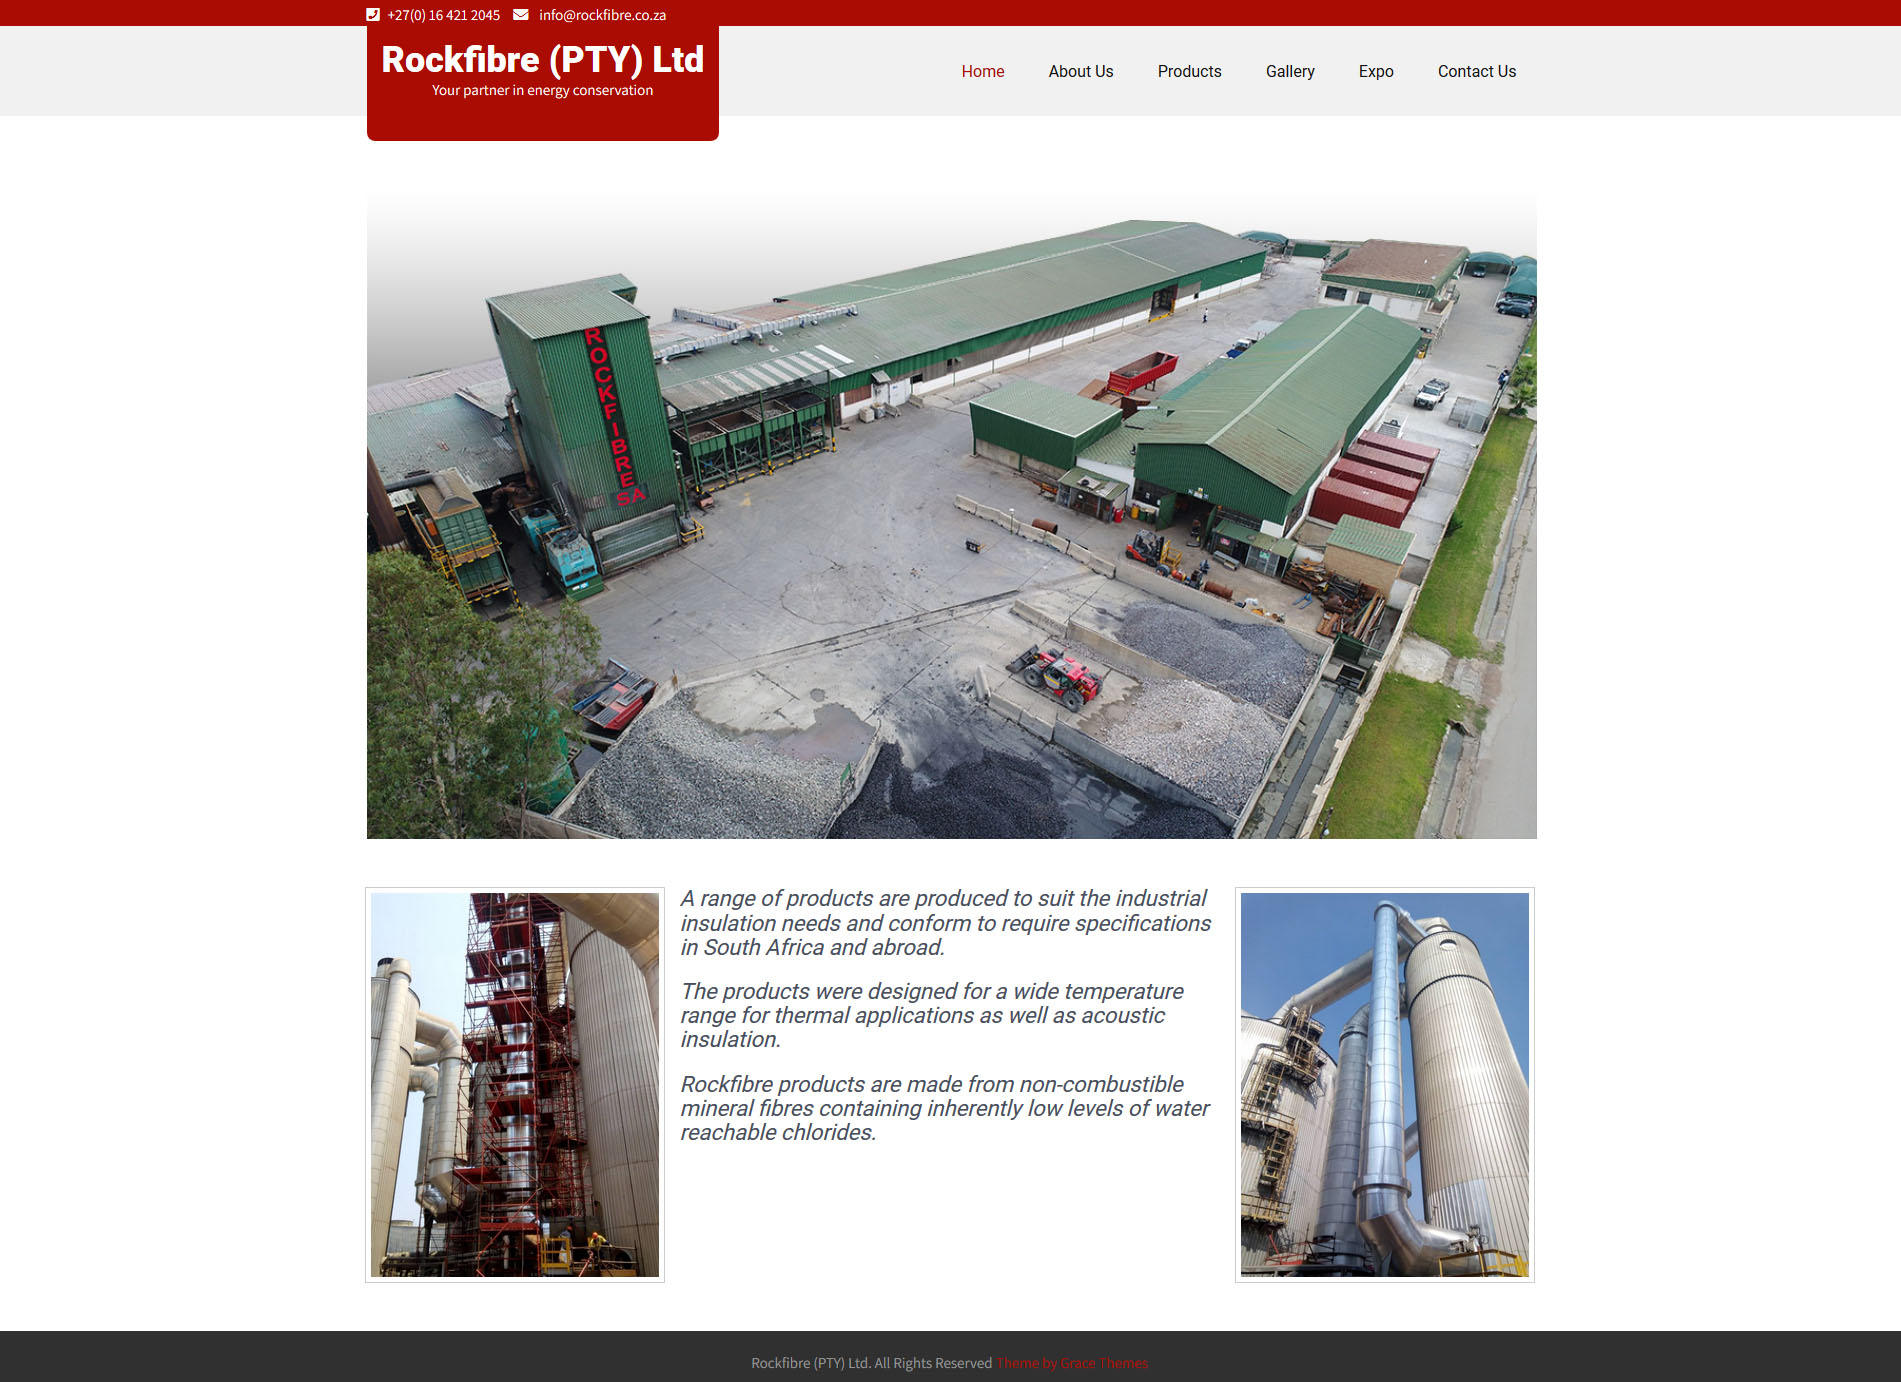 +27(0) 16 421 2045 info@rockfibre.co.za
Rockfibre (PTY) Ltd
Your partner in energy conservation
Home About Us Products Gallery Expo Contact Us
ROCKFIBRE
SA
A range of products are produced to suit the industrial
insulation needs and conform to require specifications
in South Africa and abroad.
The products were designed for a wide temperature
range for thermal applications as well as acoustic
insulation.
Rockfibre products are made from non-combustible
mineral fibres containing inherently low levels of water
reachable chlorides.
Rockfibre (PTY) Ltd. All Rights Reserved Theme by Grace Themes